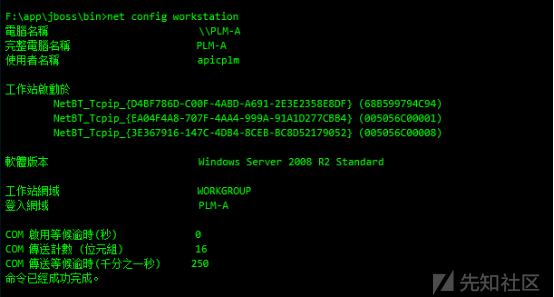 F:\app\jboss\bin>net config workstation
電腦名稱 \\PLM-A
完整電腦名稱 PLM-A
使用者名稱 apicplm
工作站啟動於
NetBT_Tcpip_{D4BF786D-C00F-4ABD-A691-2E3E2358E8DF} (68B599794C94)
NetBT_Tcpip_{EA04F4A8-707F-4AA4-999A-91A1D277CBB4} (005056C00001)
NetBT_Tcpip_{3E367916-147C-4DB4-8CEB-BC8D52179052} (005056C00008)
軟體版本 Windows Server 2008 R2 Standard
工作站網域 WORKGROUP
登入網域 PLM-A
COM 啟用等候逾時(秒) 0
COM 傳送計數 (位元組) 16
COM 傳送等候逾時(千分之一秒) 250
命令已經成功完成。
先知社区